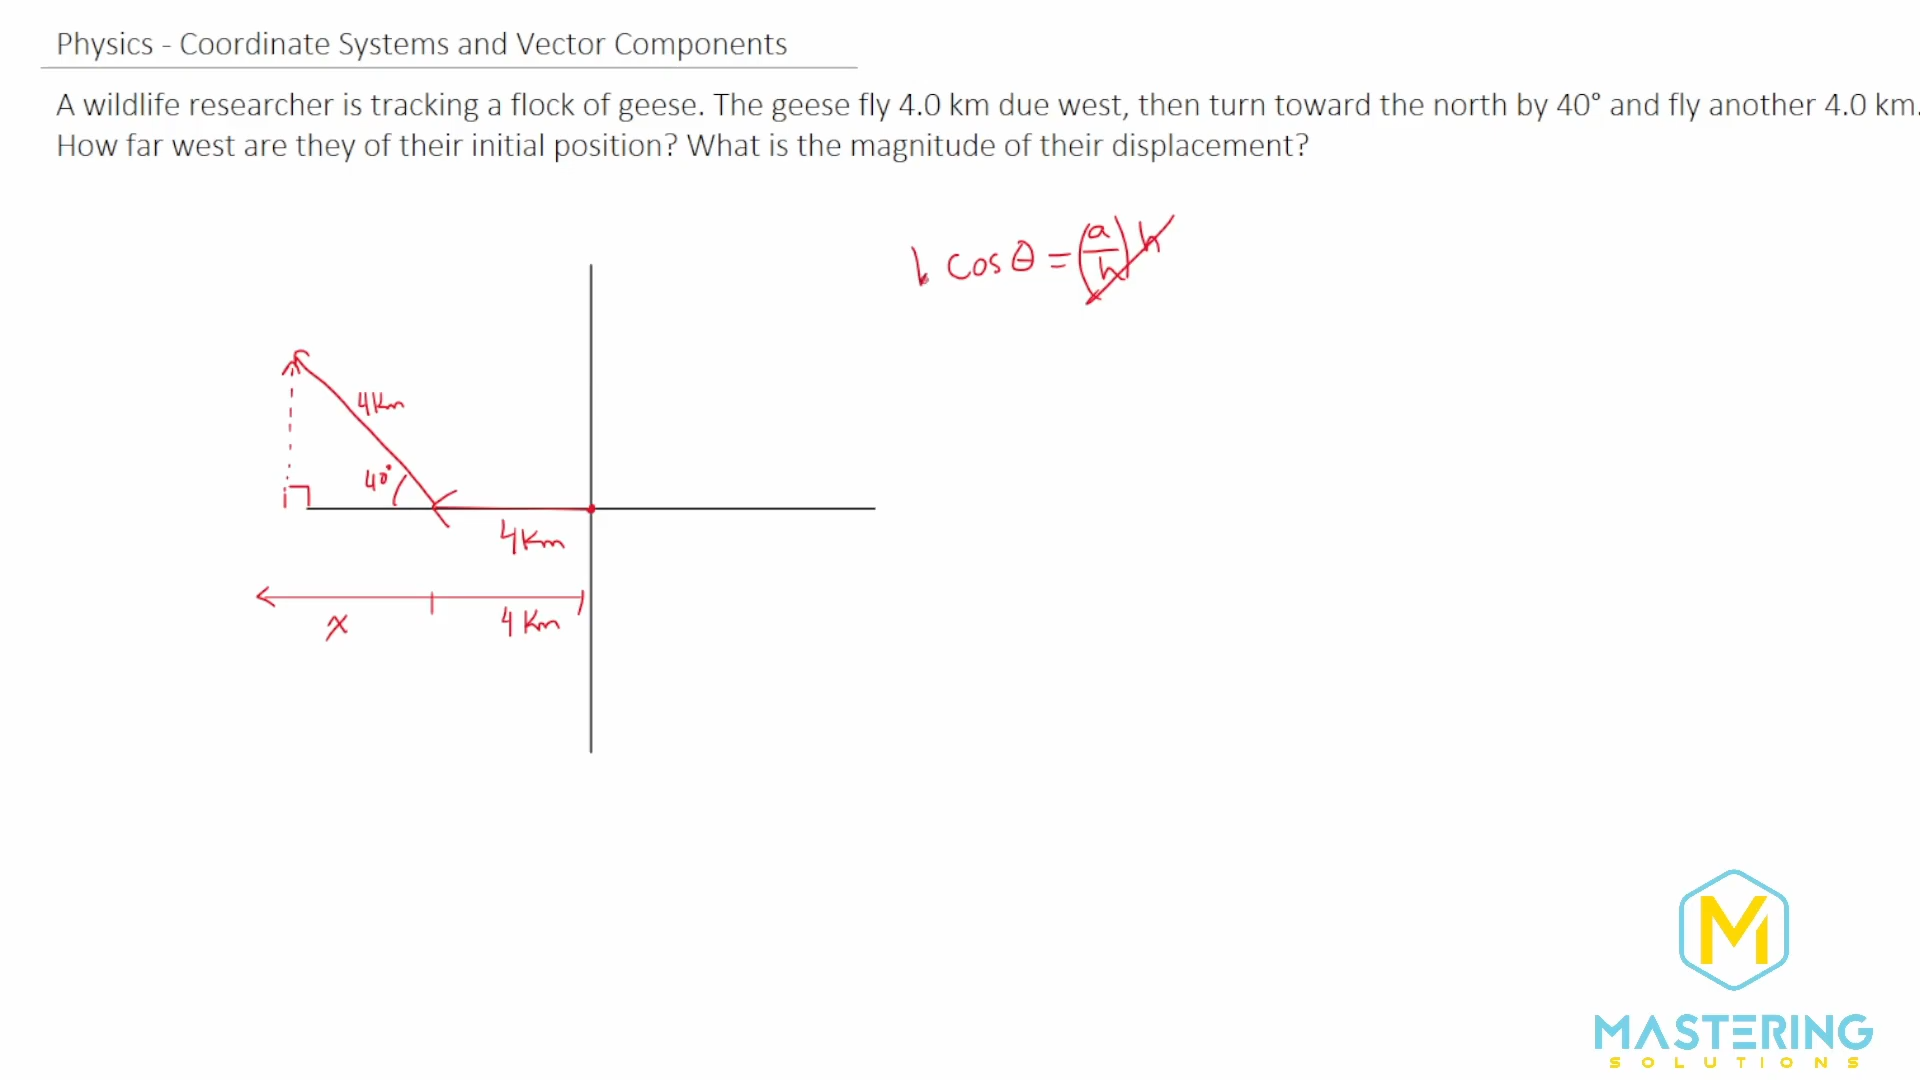 Physics - Coordinate Systems and Vector Components
A wildlife researcher is tracking a flock of geese. The geese fly 4.0 km due west, then turn toward the north by 40° and fly another 4.0 km.
How far west are they of their initial position? What is the magnitude of their displacement?
h cos θ = (a/h) h
4km
40°
4km
x
4 km
MASTERING
SOLUTIONS